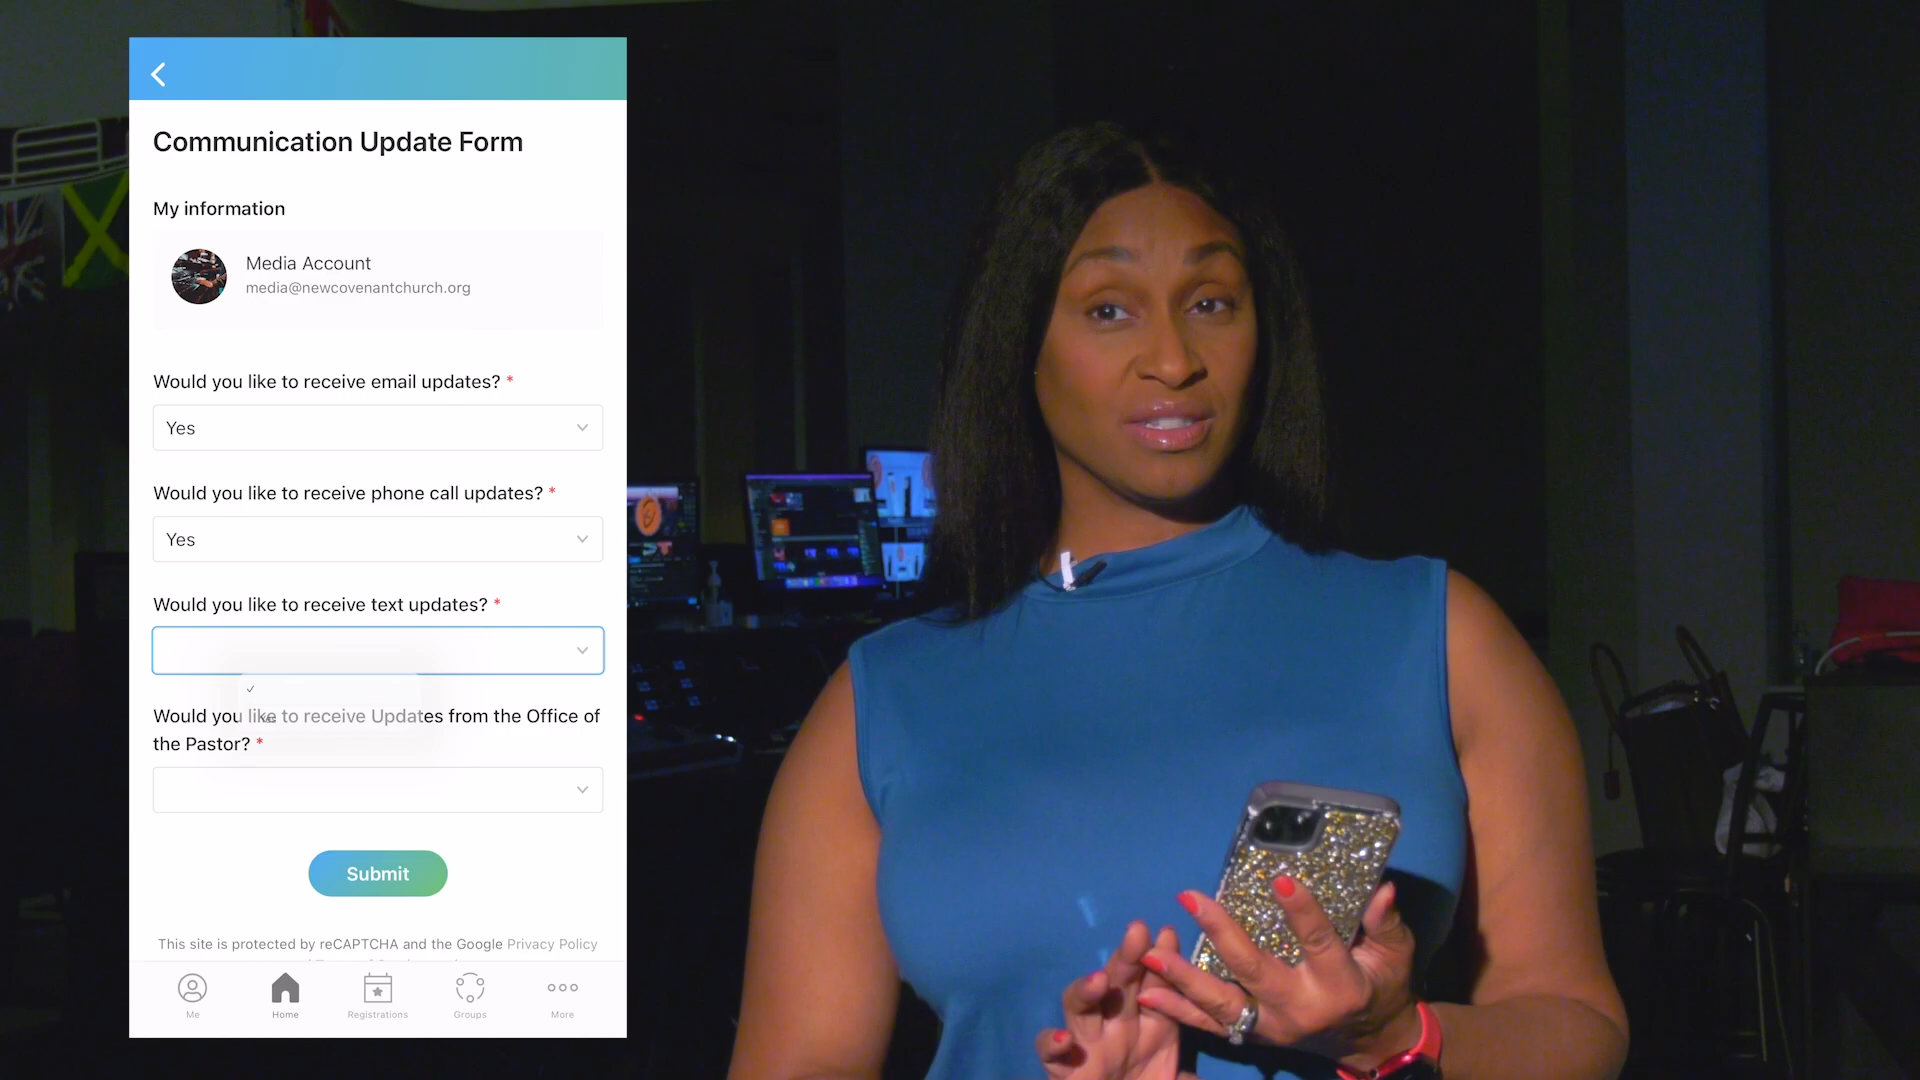 Communication Update Form
My information
Media Account
media@newcovenantchurch.org
Would you like to receive email updates? *
Yes
Would you like to receive phone call updates? *
Yes
Would you like to receive text updates? *
✓
Yes
Would you like to receive Updates from the Office of
the Pastor? *
Submit
This site is protected by reCAPTCHA and the Google Privacy Policy
Me
Home
Registrations
Groups
More